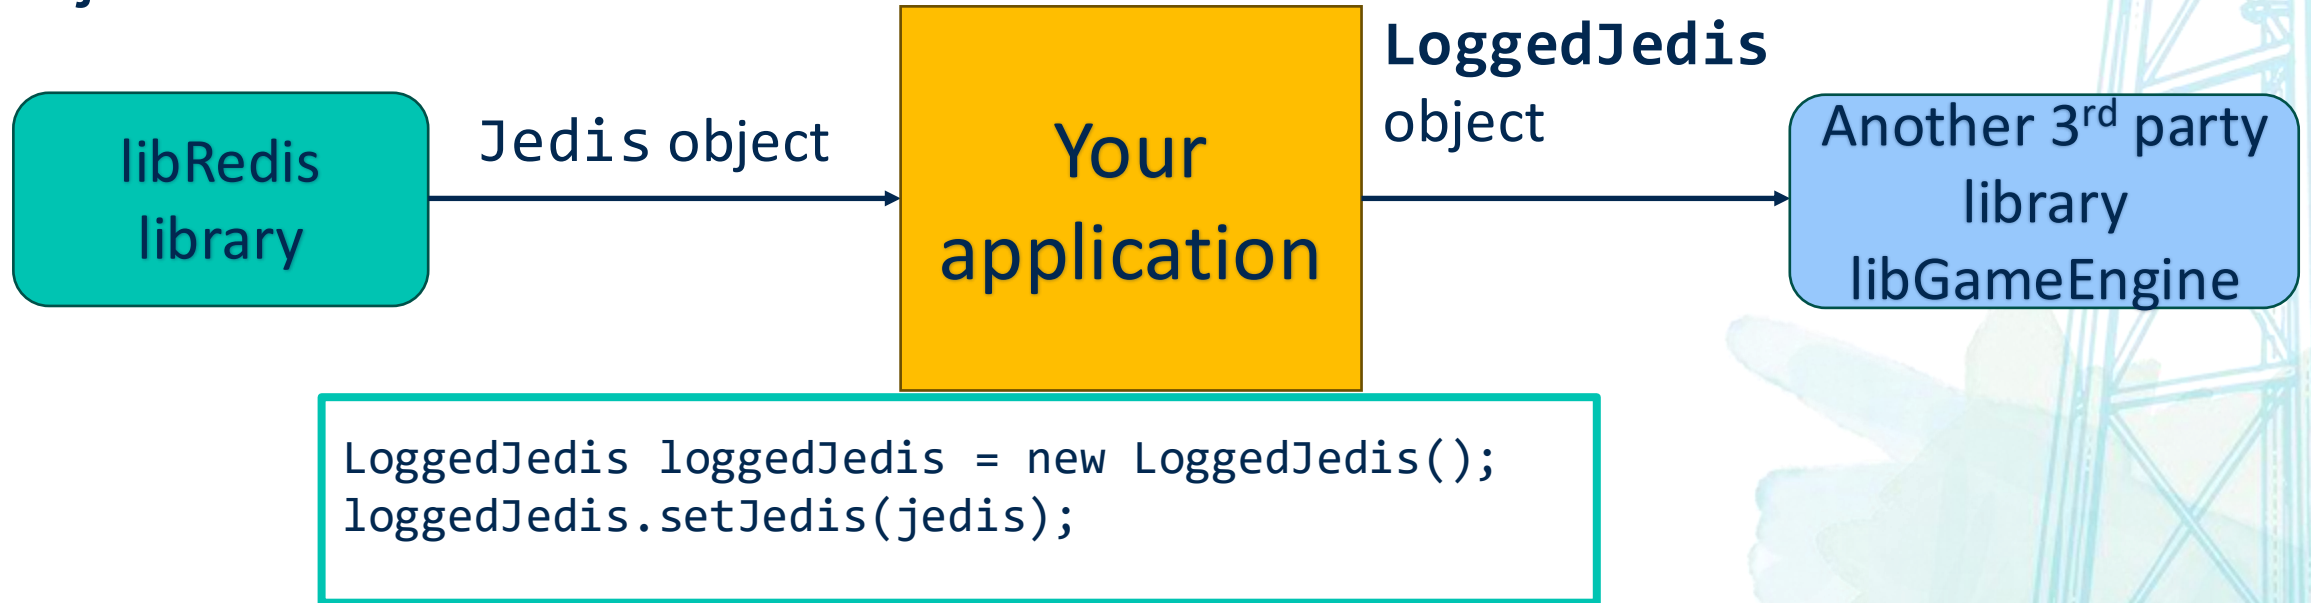 libRedis
library
Jedis object
Your
application
LoggedJedis
object
Another 3rd party
library
libGameEngine
LoggedJedis loggedJedis = new LoggedJedis();
loggedJedis.setJedis(jedis);